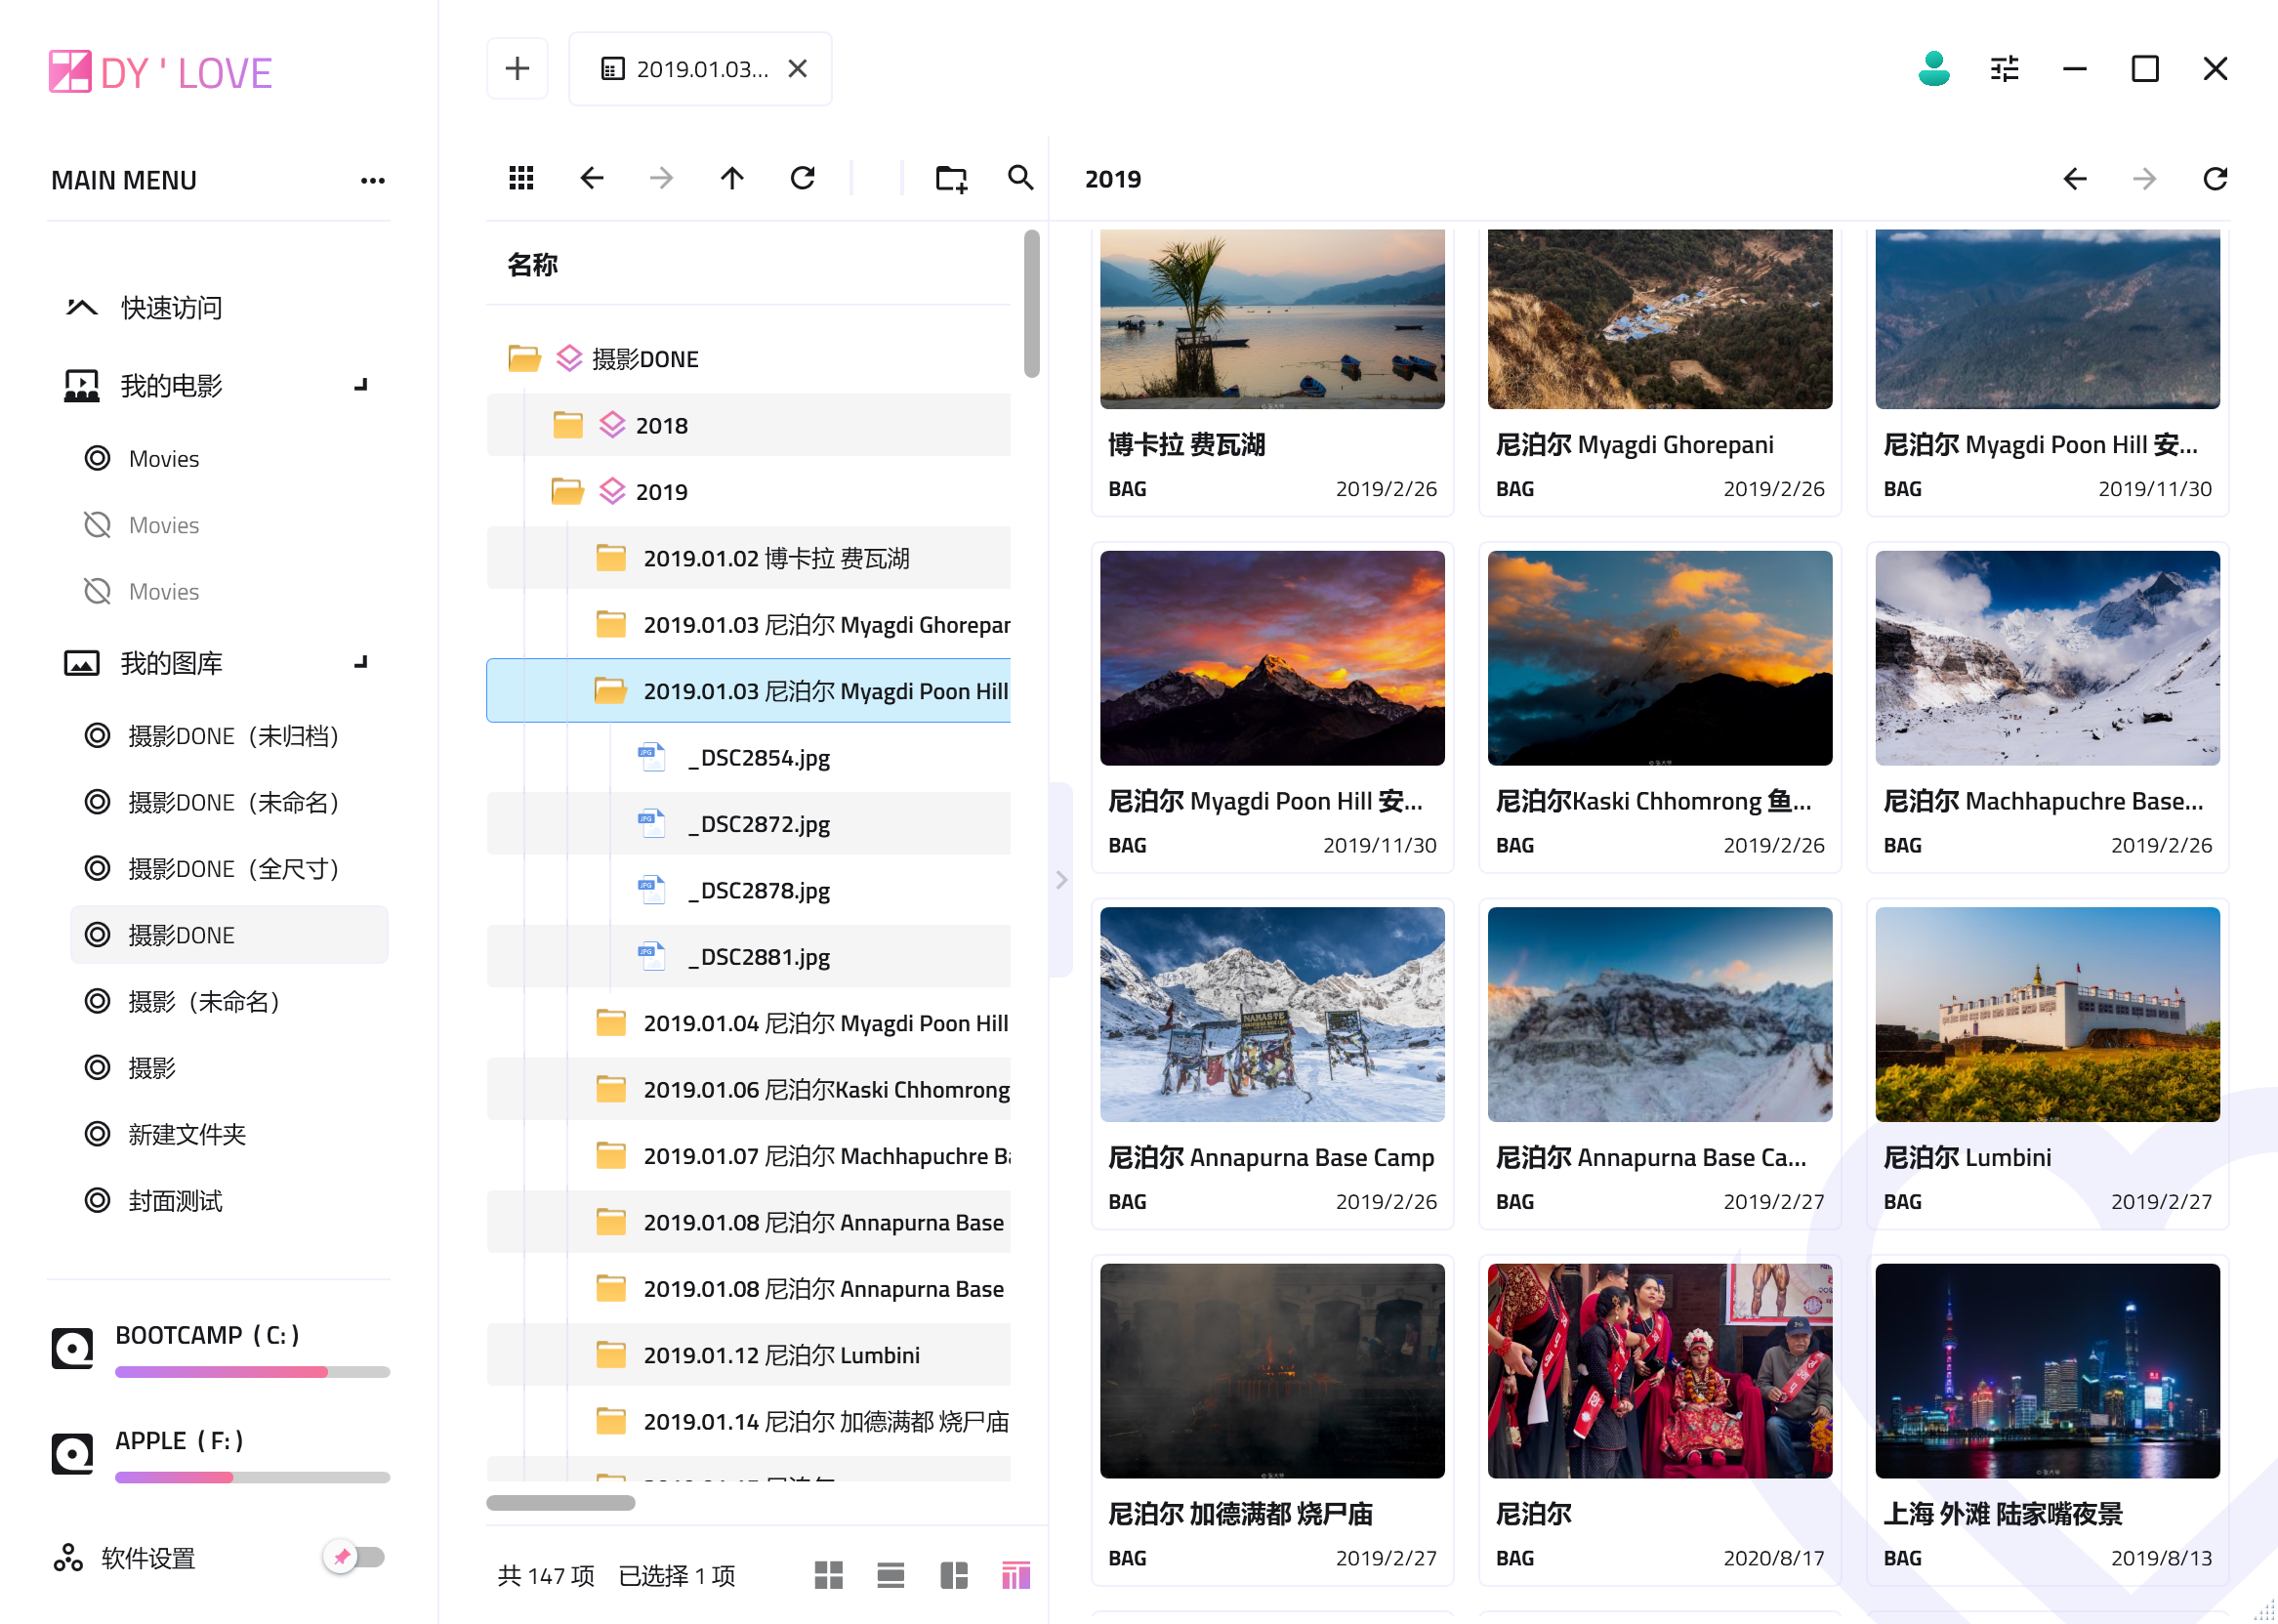 DY ' LOVE
2019.01.03...
MAIN MENU
快速访问
我的电影
Movies
Movies
Movies
我的图库
摄影DONE（未归档）
摄影DONE（未命名）
摄影DONE（全尺寸）
摄影DONE
摄影（未命名）
摄影
新建文件夹
封面测试
BOOTCAMP ( C: )
APPLE ( F: )
软件设置
名称
摄影DONE
2018
2019
2019.01.02 博卡拉 费瓦湖
2019.01.03 尼泊尔 Myagdi Ghorepan
2019.01.03 尼泊尔 Myagdi Poon Hill
JPG _DSC2854.jpg
JPG _DSC2872.jpg
JPG _DSC2878.jpg
JPG _DSC2881.jpg
2019.01.04 尼泊尔 Myagdi Poon Hill
2019.01.06 尼泊尔Kaski Chhomrong
2019.01.07 尼泊尔 Machhapuchre Ba
2019.01.08 尼泊尔 Annapurna Base
2019.01.08 尼泊尔 Annapurna Base
2019.01.12 尼泊尔 Lumbini
2019.01.14 尼泊尔 加德满都 烧尸庙
共 147 项 已选择 1 项
2019
博卡拉 费瓦湖
BAG 2019/2/26
尼泊尔 Myagdi Ghorepani
BAG 2019/2/26
尼泊尔 Myagdi Poon Hill 安...
BAG 2019/11/30
尼泊尔 Myagdi Poon Hill 安...
BAG 2019/11/30
尼泊尔Kaski Chhomrong 鱼...
BAG 2019/2/26
尼泊尔 Machhapuchre Base...
BAG 2019/2/26
NAMASTE
ANNAPURNA BASE CAMP
尼泊尔 Annapurna Base Camp
BAG 2019/2/26
尼泊尔 Annapurna Base Ca...
BAG 2019/2/27
尼泊尔 Lumbini
BAG 2019/2/27
尼泊尔 加德满都 烧尸庙
BAG 2019/2/27
尼泊尔
BAG 2020/8/17
上海 外滩 陆家嘴夜景
BAG 2019/8/13